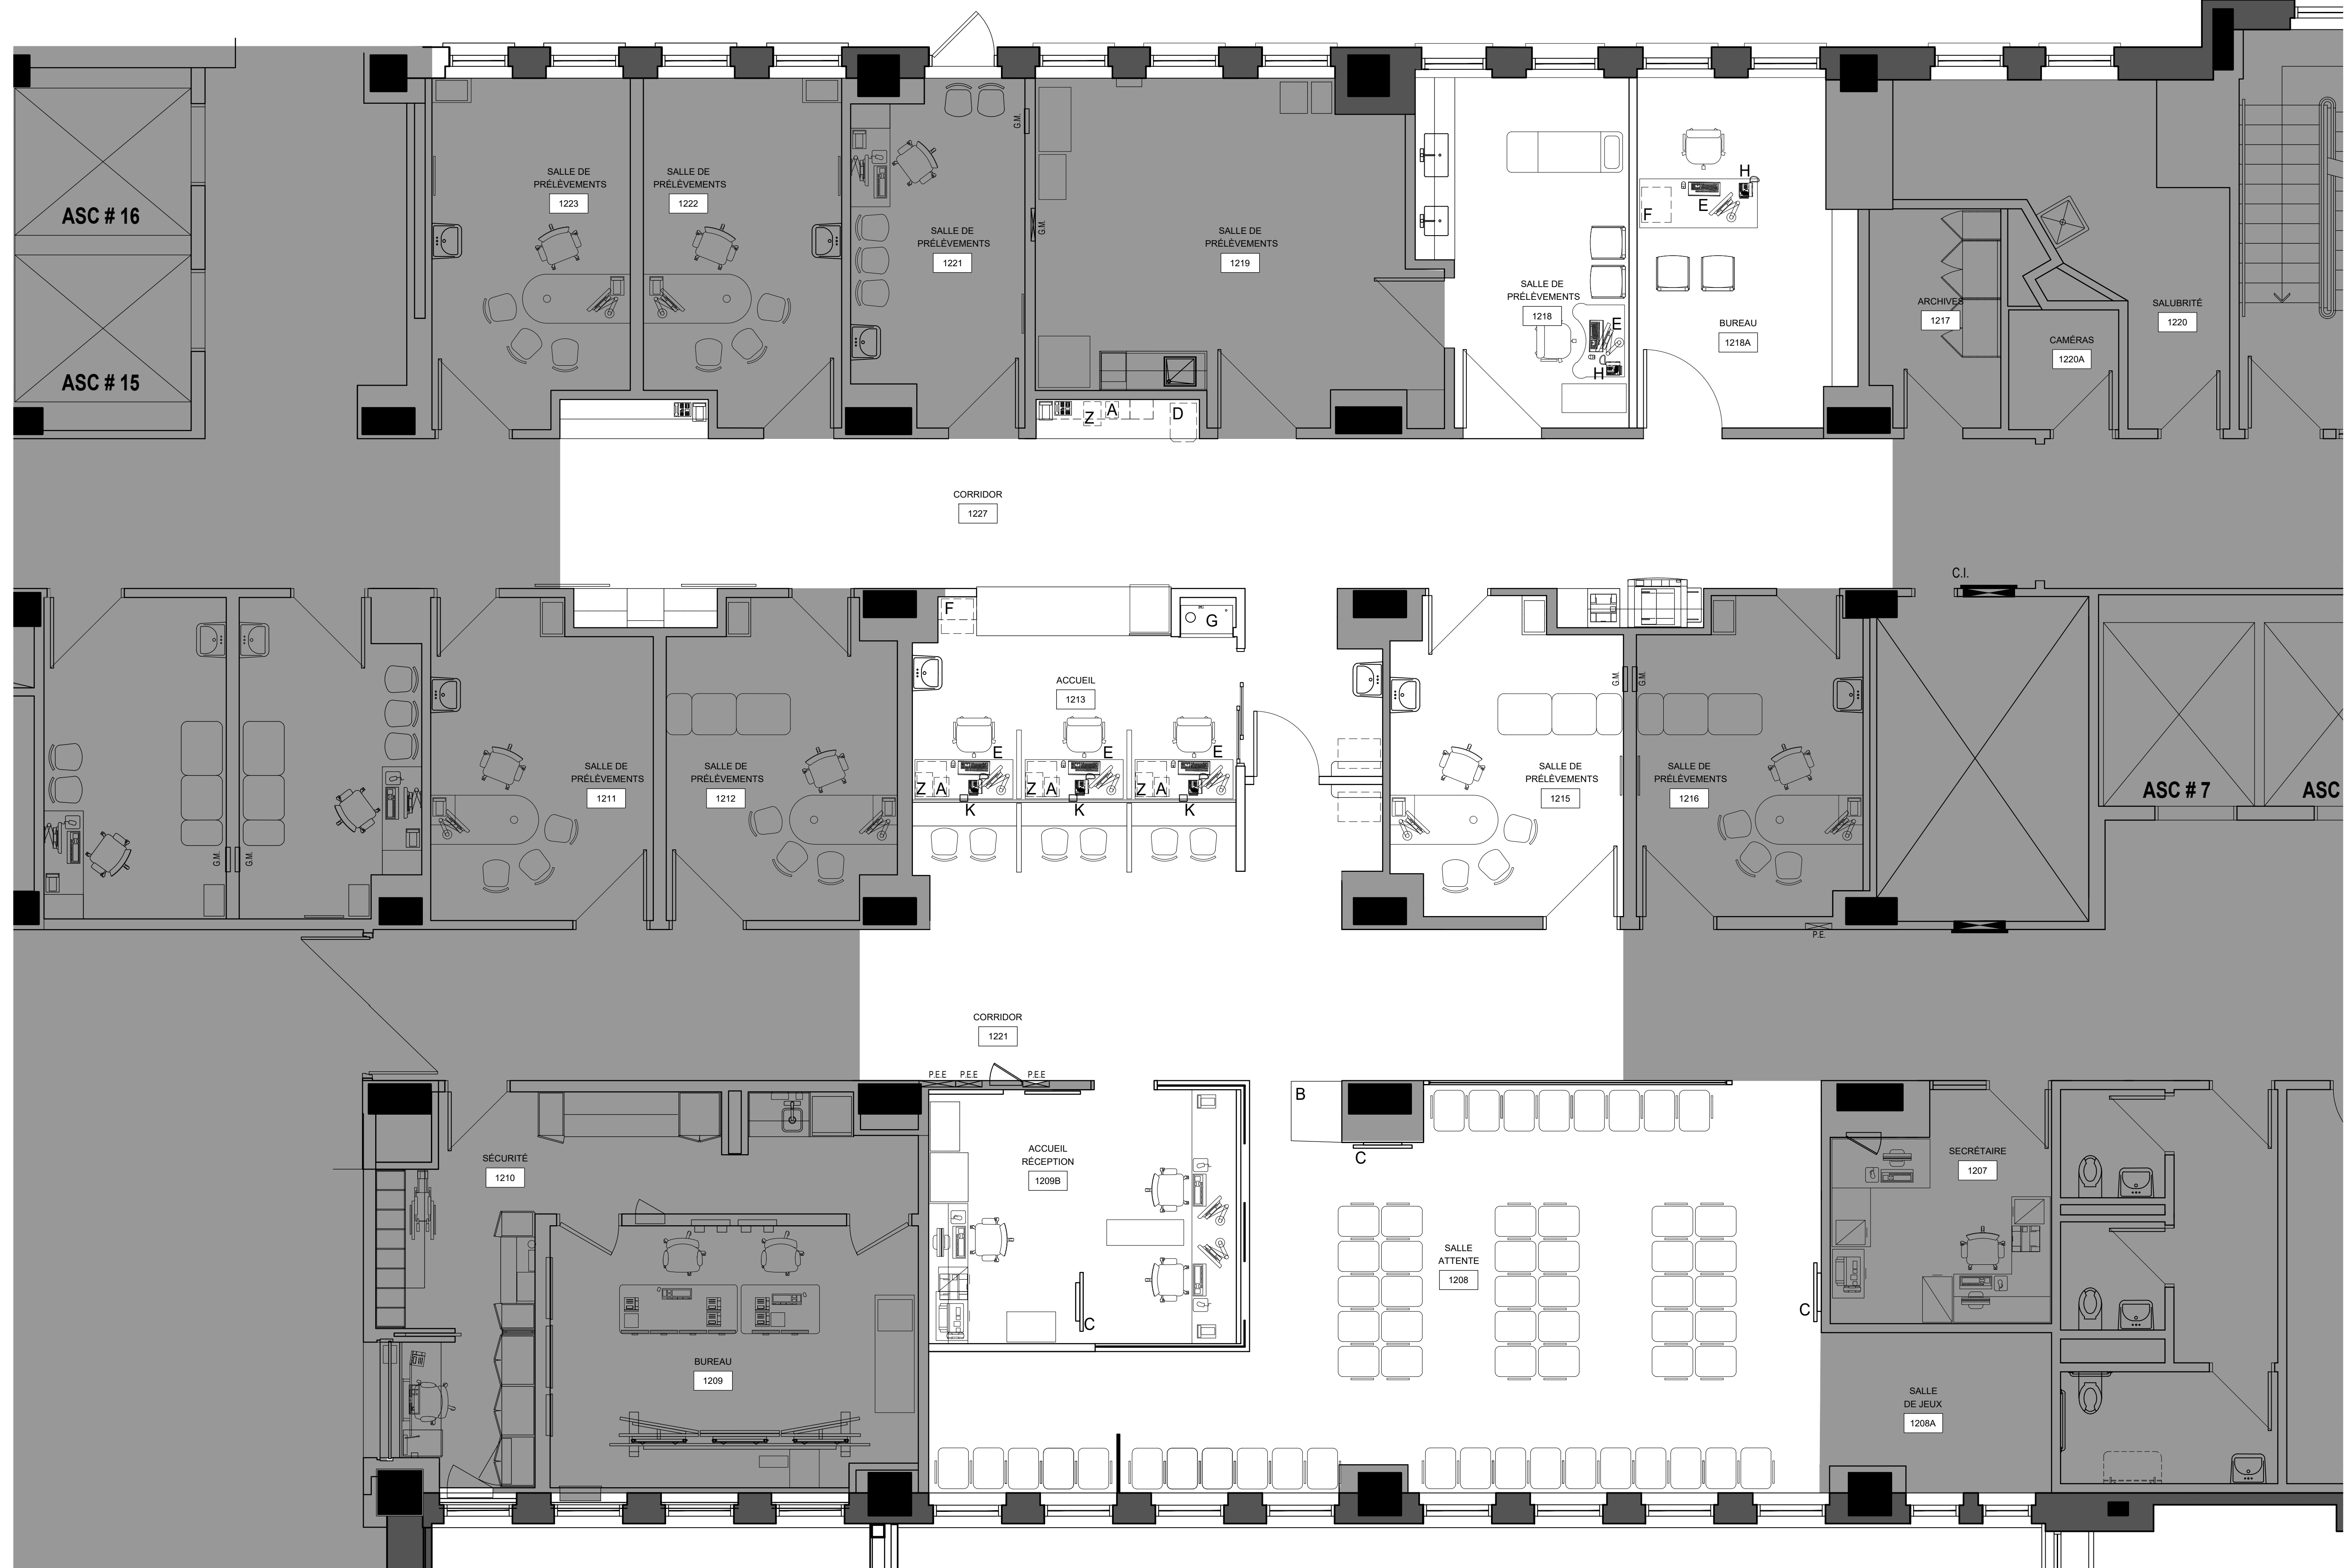 ASC # 16
ASC # 15
SALLE DE
PRÉLÈVEMENTS
1223
SALLE DE
PRÉLÈVEMENTS
1222
SALLE DE
PRÉLÈVEMENTS
1221
G.M.
G.M.
SALLE DE
PRÉLÈVEMENTS
1219
Z
A
D
SALLE DE
PRÉLÈVEMENTS
1218
E
H
H
F
E
BUREAU
1218A
ARCHIVES
1217
CAMÉRAS
1220A
SALUBRITÉ
1220
CORRIDOR
1227
C.I.
G.M.
G.M.
SALLE DE
PRÉLÈVEMENTS
1211
SALLE DE
PRÉLÈVEMENTS
1212
F
G
ACCUEIL
1213
E
E
E
Z
A
Z
A
Z
A
K
K
K
G.M.
G.M.
SALLE DE
PRÉLÈVEMENTS
1215
SALLE DE
PRÉLÈVEMENTS
1216
P.E.
ASC # 7
ASC
CORRIDOR
1221
P.E.E
P.E.E
P.E.E
SÉCURITÉ
1210
BUREAU
1209
ACCUEIL
RÉCEPTION
1209B
C
B
C
SALLE
ATTENTE
1208
C
SECRÉTAIRE
1207
SALLE
DE JEUX
1208A